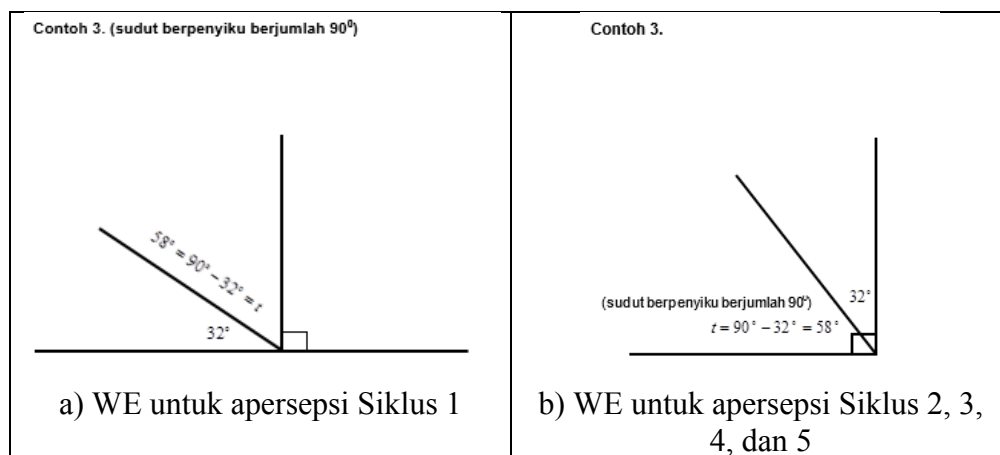 Contoh 3. (sudut berpenyiku berjumlah 90⁰)
58° = 90° − 32° = t
32°
a) WE untuk apersepsi Siklus 1
Contoh 3.
32°
(sudut berpenyiku berjumlah 90⁰)
t = 90° − 32° = 58°
b) WE untuk apersepsi Siklus 2, 3,
4, dan 5